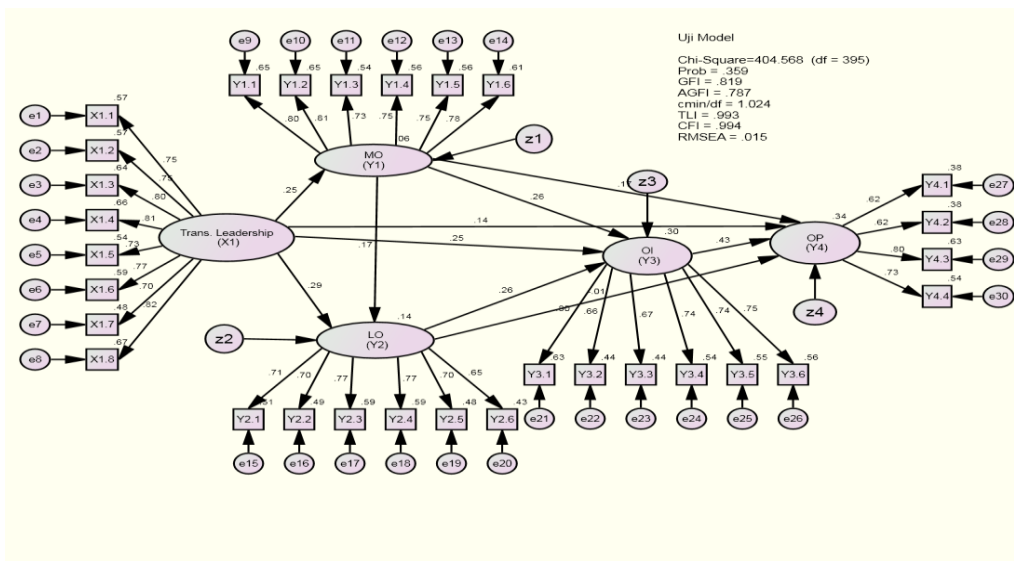 Uji Model
Chi-Square=404.568 (df = 395)
Prob = .359
GFI = .819
AGFI = .787
cmin/df = 1.024
TLI = .993
CFI = .994
RMSEA = .015
e9 e10 e11 e12 e13 e14
.65 .65 .54 .56 .56 .61
Y1.1 Y1.2 Y1.3 Y1.4 Y1.5 Y1.6
.80 .81 .73 .75 .75 .78
.06
MO
(Y1)
z1
e1 X1.1 .57
e2 X1.2 .57
e3 X1.3 .64
e4 X1.4 .66
e5 X1.5 .54
e6 X1.6 .59
e7 X1.7 .48
e8 X1.8 .67
.75
.80
.81
.73
.77
.70
.82
Trans. Leadership
(X1)
.25
.29
.17
.14
.25
.26
z3
.30
OI
(Y3)
.43
.34
OP
(Y4)
z4
.62 .62 .80 .73
.38 Y4.1 e27
.38 Y4.2 e28
.63 Y4.3 e29
.54 Y4.4 e30
z2
.14
LO
(Y2)
.26
.01
.71 .70 .77 .77 .70 .65
.49 .59 .59 .48 .43
Y2.1 Y2.2 Y2.3 Y2.4 Y2.5 Y2.6
e15 e16 e17 e18 e19 e20
.66 .67 .74 .74 .75
.63 .44 .44 .54 .55 .56
Y3.1 Y3.2 Y3.3 Y3.4 Y3.5 Y3.6
e21 e22 e23 e24 e25 e26